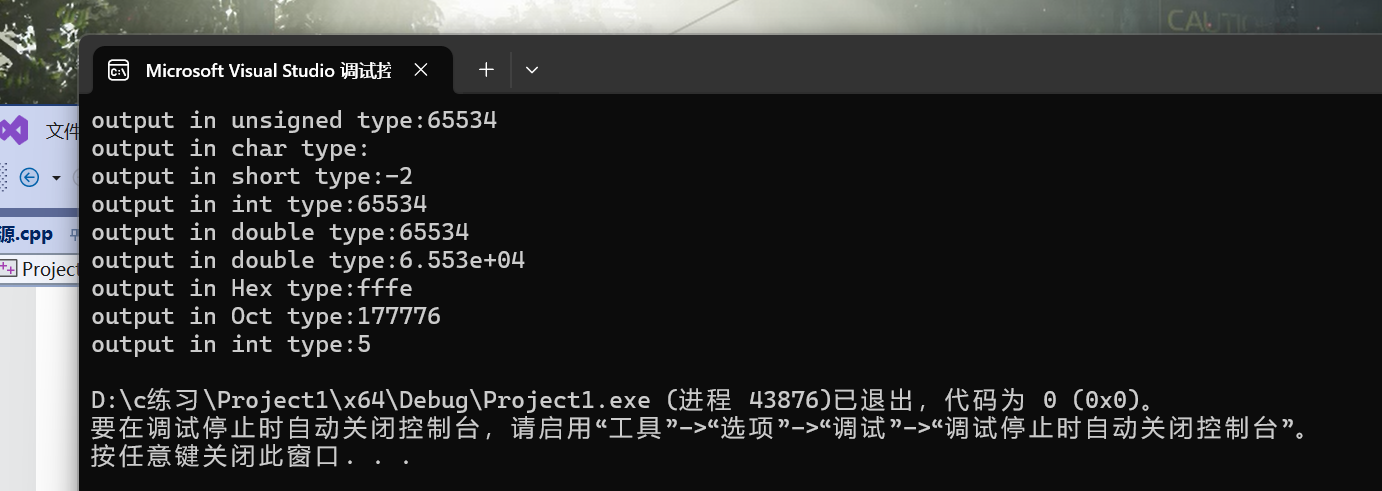 CAUTIO
Microsoft Visual Studio 调试控
文件
源.cpp
Project
output in unsigned type:65534
output in char type:
output in short type:-2
output in int type:65534
output in double type:65534
output in double type:6.553e+04
output in Hex type:fffe
output in Oct type:177776
output in int type:5
D:\c练习\Project1\x64\Debug\Project1.exe (进程 43876)已退出，代码为 0 (0x0)。
要在调试停止时自动关闭控制台，请启用“工具”->“选项”->“调试”->“调试停止时自动关闭控制台”。
按任意键关闭此窗口. . .